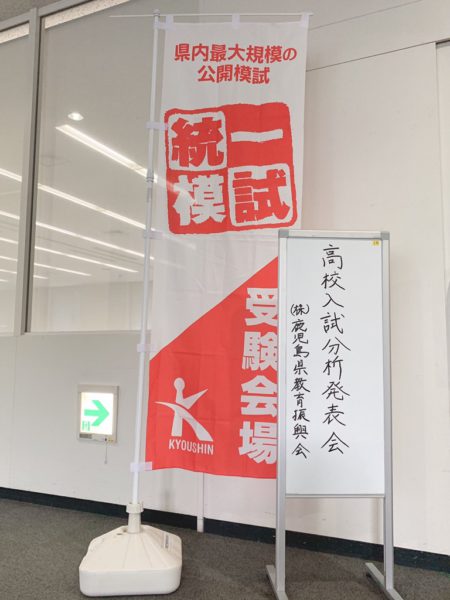 県内最大規模の
公開模試
統一
模試
受験会場
KYOUSHIN
高校入試分析発表会
(株)鹿児島県教育振興会